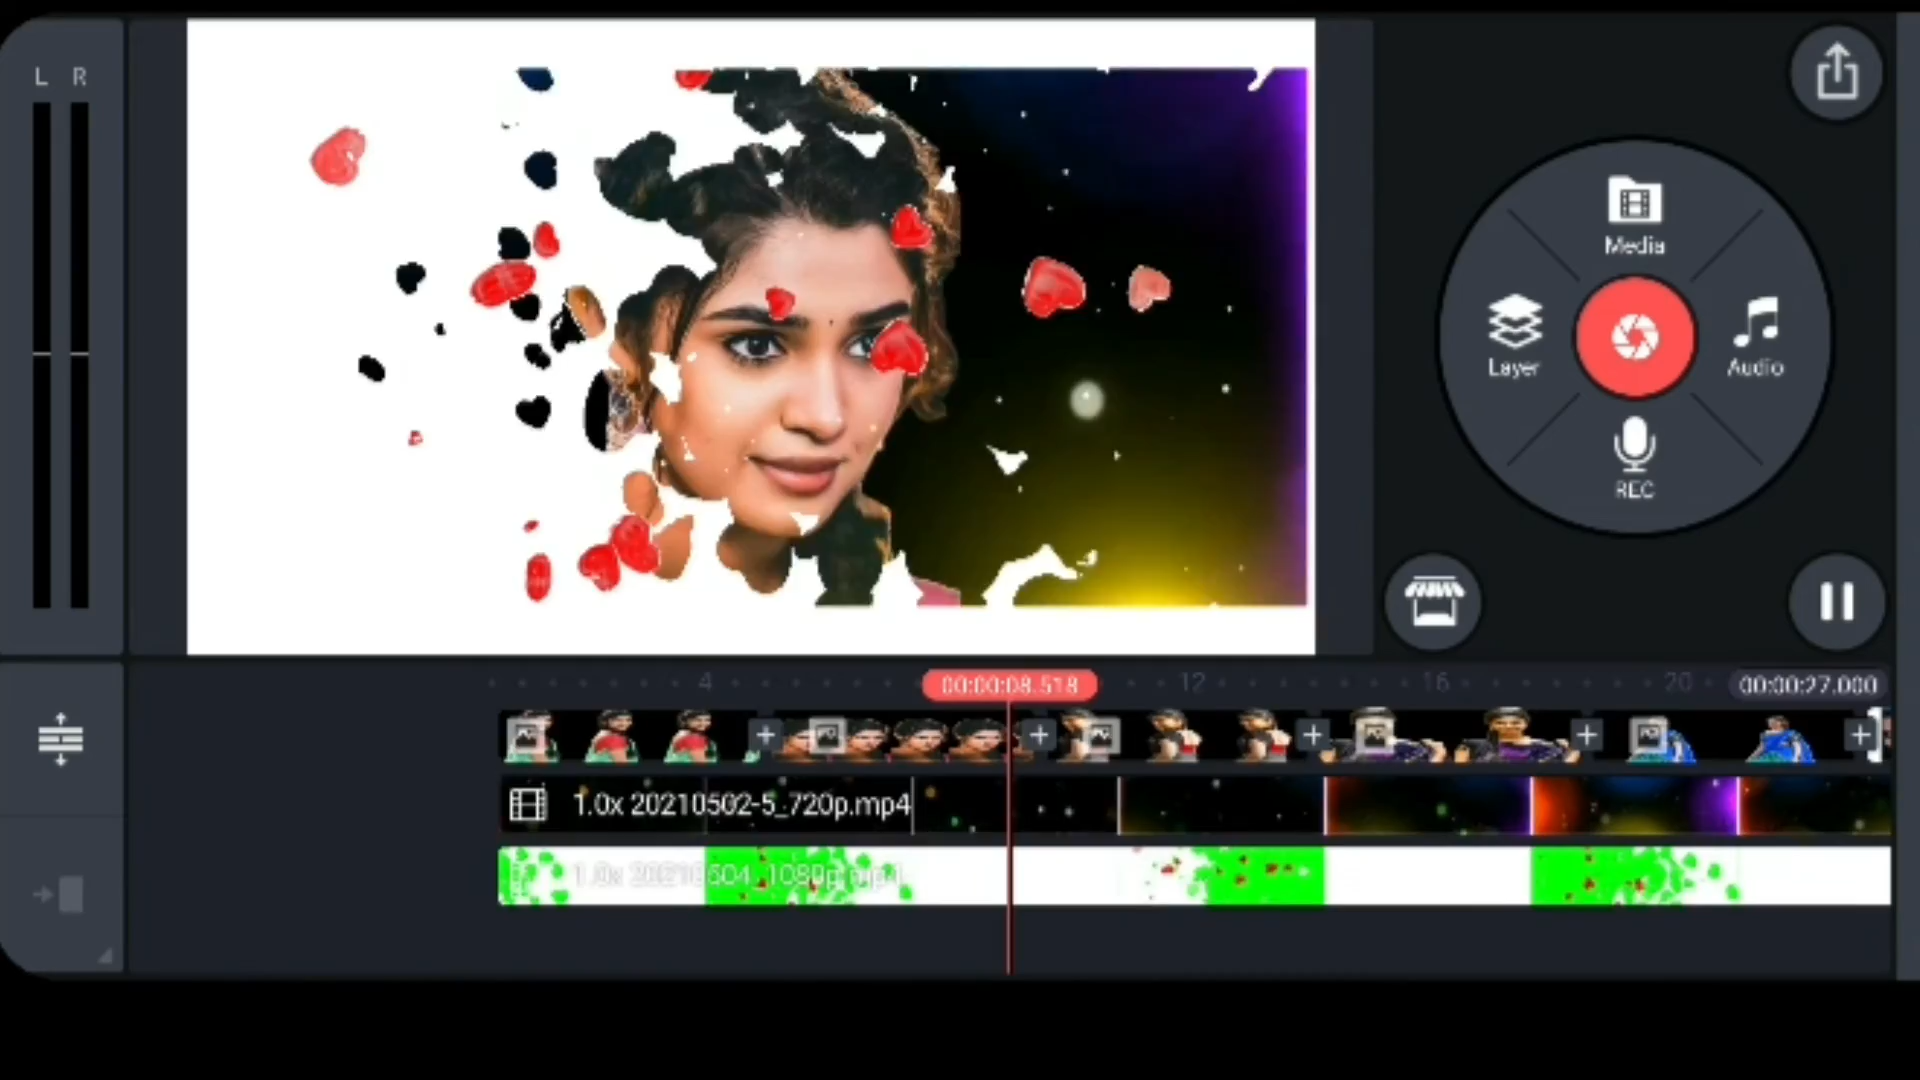 L R
Media
Layer
Audio
REC
4
00:00:08.518
12
16
20
00:00:27.000
1.0x 20210502-5_720p.mp4
1.0x 20210504_1080p.mp4